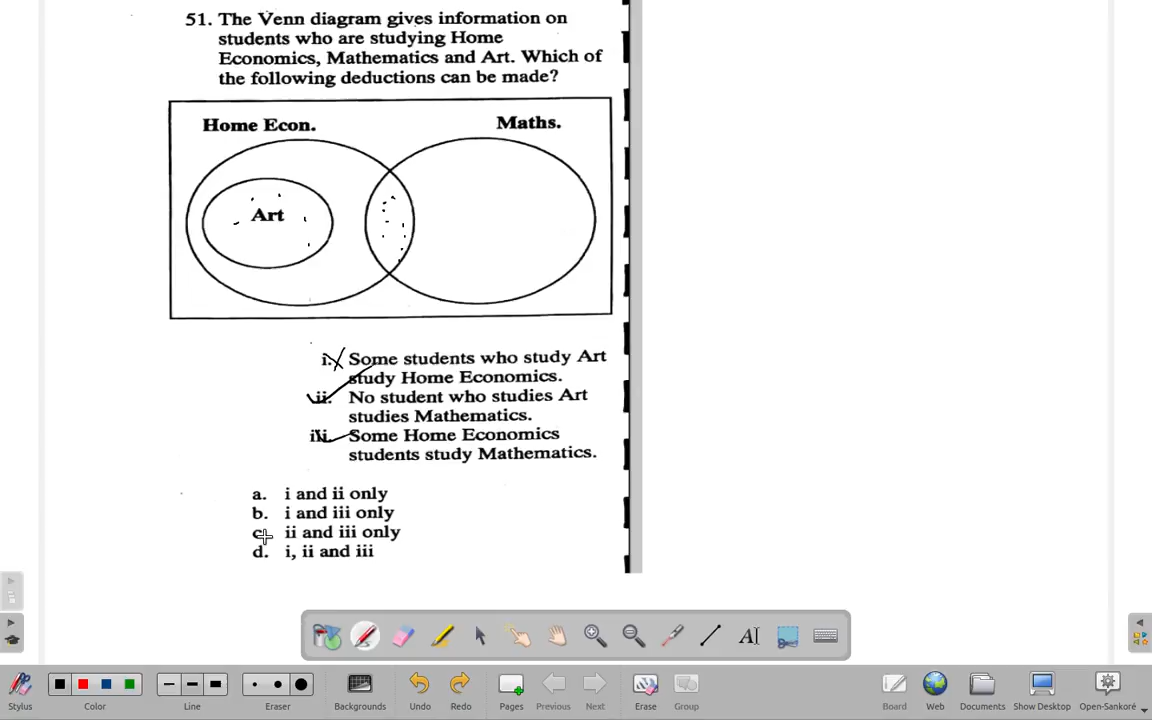 51. The Venn diagram gives information on
students who are studying Home
Economics, Mathematics and Art. Which of
the following deductions can be made?
Home Econ.
Maths.
Art
i. Some students who study Art
study Home Economics.
ii. No student who studies Art
studies Mathematics.
iii. Some Home Economics
students study Mathematics.
a. i and ii only
b. i and iii only
c. ii and iii only
d. i, ii and iii
Stylus
Color
Line
Eraser
Backgrounds
Undo
Redo
Pages
Previous
Next
Erase
Group
Board
Web
Documents
Show Desktop
Open-Sankoré